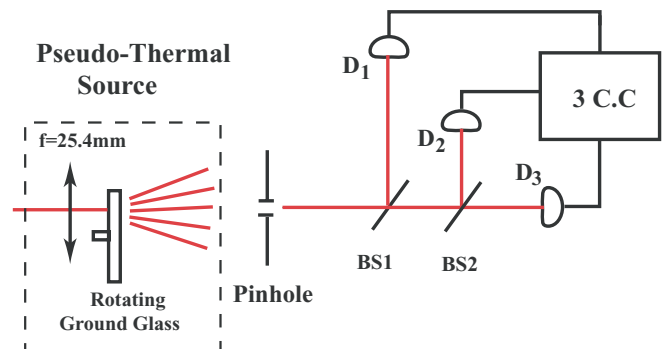 Pseudo-Thermal
Source
f=25.4mm
Rotating
Ground Glass
Pinhole
D1
D2
D3
3 C.C
BS1
BS2